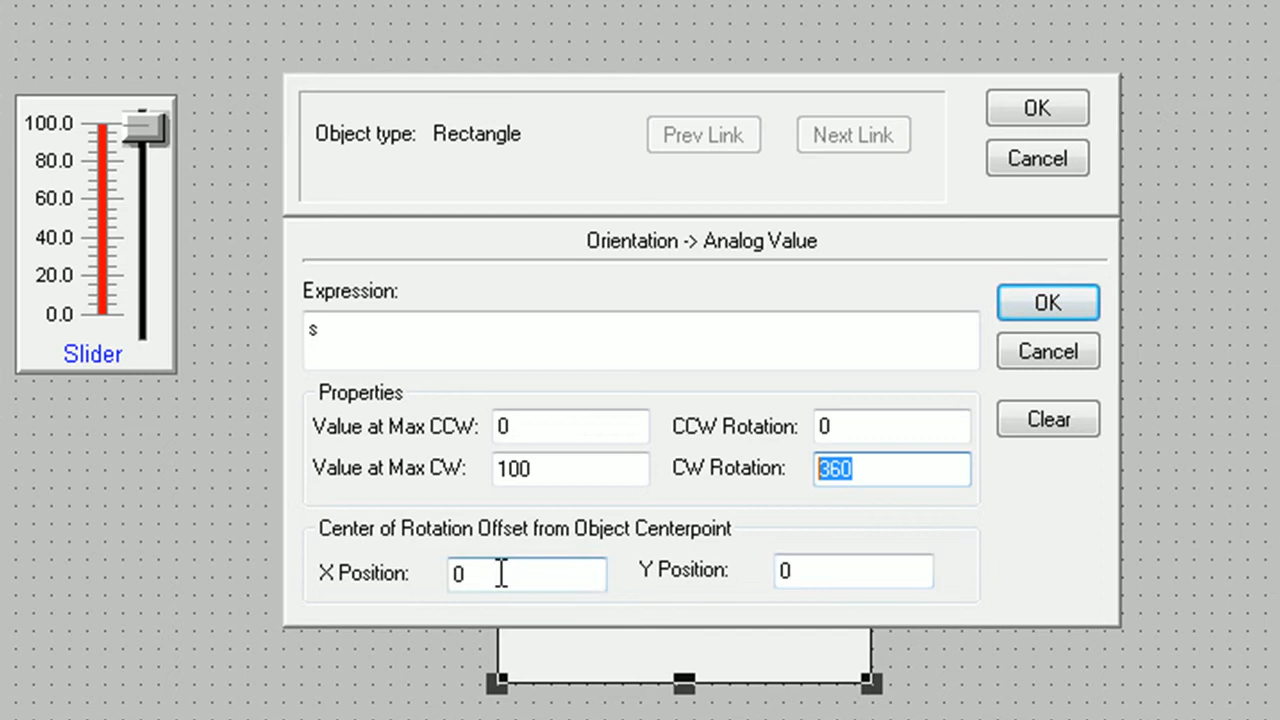 100.0
80.0
60.0
40.0
20.0
0.0
Slider
Object type: Rectangle
Prev Link
Next Link
OK
Cancel
Orientation -> Analog Value
Expression:
s
OK
Cancel
Clear
Properties
Value at Max CCW: 0
CCW Rotation: 0
Value at Max CW: 100
CW Rotation: 360
Center of Rotation Offset from Object Centerpoint
X Position: 0
Y Position: 0